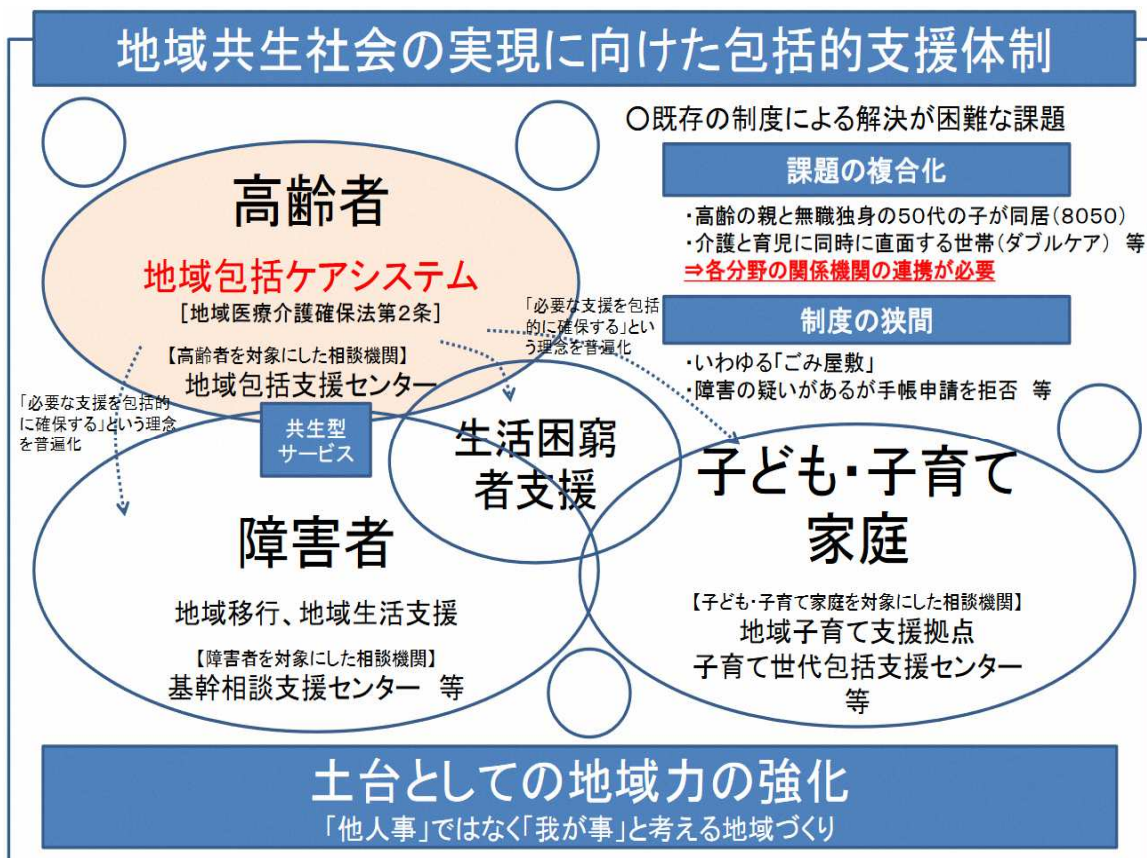 地域共生社会の実現に向けた包括的支援体制
〇既存の制度による解決が困難な課題
課題の複合化
・高齢の親と無職独身の50代の子が同居(8050)
・介護と育児に同時に直面する世帯(ダブルケア) 等
⇒各分野の関係機関の連携が必要
制度の狭間
・いわゆる「ごみ屋敷」
・障害の疑いがあるが手帳申請を拒否 等
高齢者
地域包括ケアシステム
[地域医療介護確保法第2条]
【高齢者を対象にした相談機関】
地域包括支援センター
「必要な支援を包括
的に確保する」とい
う理念を普遍化
「必要な支援を包括的
に確保する」という理念
を普遍化
共生型
サービス
生活困窮
者支援
障害者
地域移行、地域生活支援
【障害者を対象にした相談機関】
基幹相談支援センター 等
子ども・子育て
家庭
【子ども・子育て家庭を対象にした相談機関】
地域子育て支援拠点
子育て世代包括支援センター
等
土台としての地域力の強化
「他人事」ではなく「我が事」と考える地域づくり